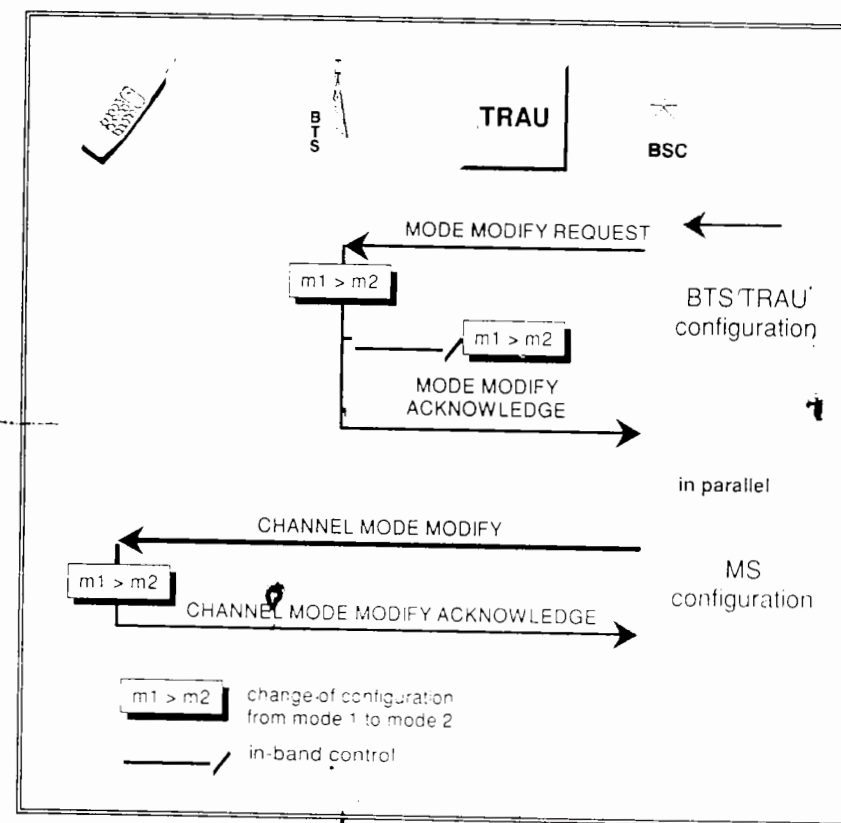 BTS
TRAU
BSC
MODE MODIFY REQUEST
m1 > m2
BTS/TRAU
configuration
m1 > m2
MODE MODIFY
ACKNOWLEDGE
in parallel
CHANNEL MODE MODIFY
m1 > m2
MS
configuration
CHANNEL MODE MODIFY ACKNOWLEDGE
m1 > m2
change of configuration
from mode 1 to mode 2
in-band control